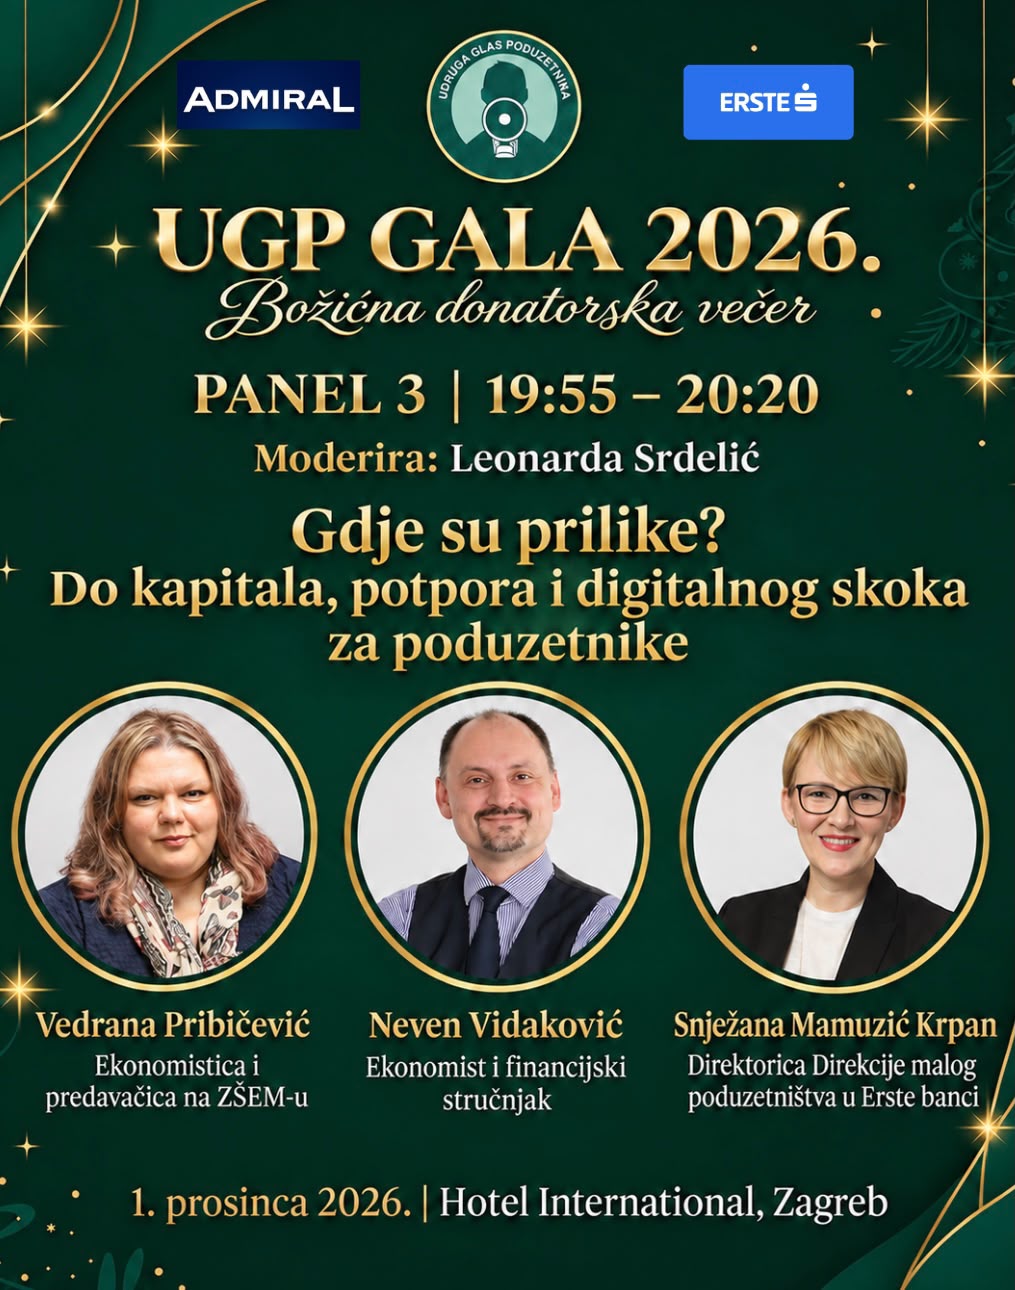 ADMIRAL
UDRUGA GLAS PODUZETNINA
ERSTE
UGP GALA 2026.
Božićna donatorska večer
PANEL 3 | 19:55 – 20:20
Moderira: Leonarda Srdelić
Gdje su prilike?
Do kapitala, potpora i digitalnog skoka
za poduzetnike
Vedrana Pribičević
Ekonomistica i
predavačica na ZŠEM-u
Neven Vidaković
Ekonomist i financijski
stručnjak
Snježana Mamuzić Krpan
Direktorica Direkcije malog
poduzetništva u Erste banci
1. prosinca 2026. | Hotel International, Zagreb